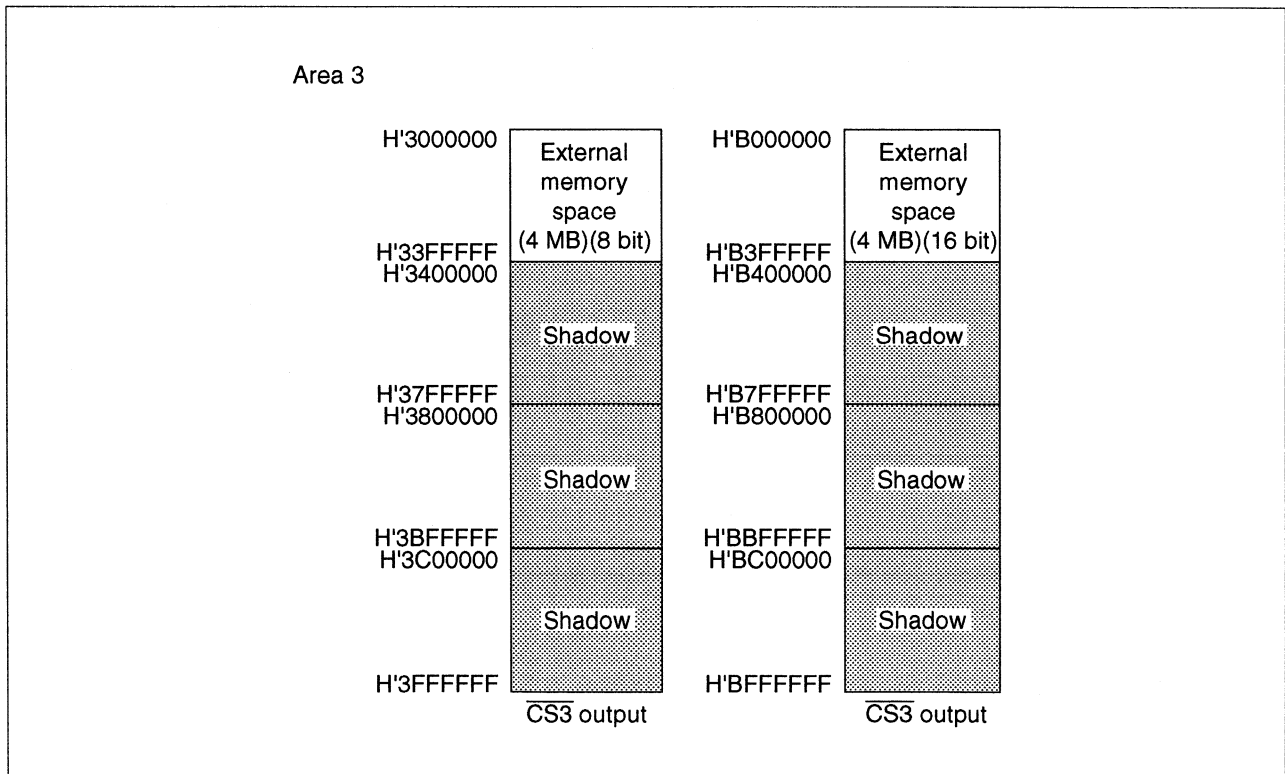 Area 3
H'3000000
External
memory
space
(4 MB)(8 bit)
H'33FFFFF
H'3400000
Shadow
H'37FFFFF
H'3800000
Shadow
H'3BFFFFF
H'3C00000
Shadow
H'3FFFFFF
CS3 output
H'B000000
External
memory
space
(4 MB)(16 bit)
H'B3FFFFF
H'B400000
Shadow
H'B7FFFFF
H'B800000
Shadow
H'BBFFFFF
H'BC00000
Shadow
H'BFFFFFF
CS3 output